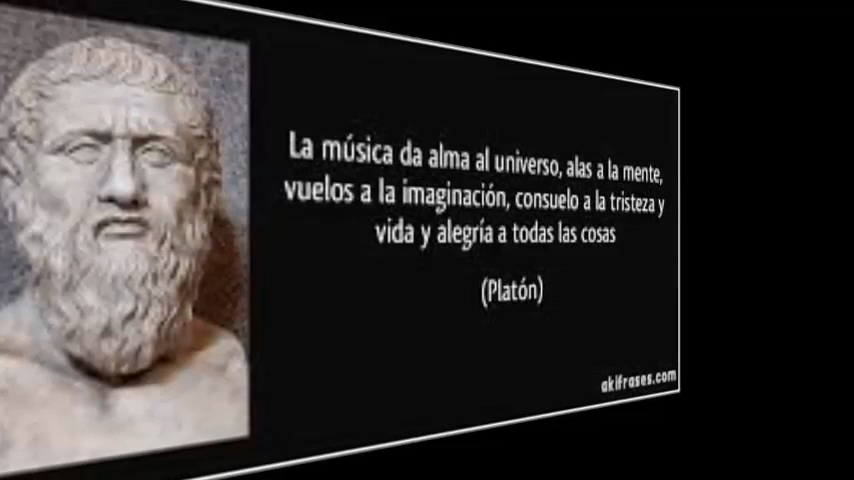 La música da alma al universo, alas a la mente,
vuelos a la imaginación, consuelo a la tristeza y
vida y alegría a todas las cosas
(Platón)
akifrases.com